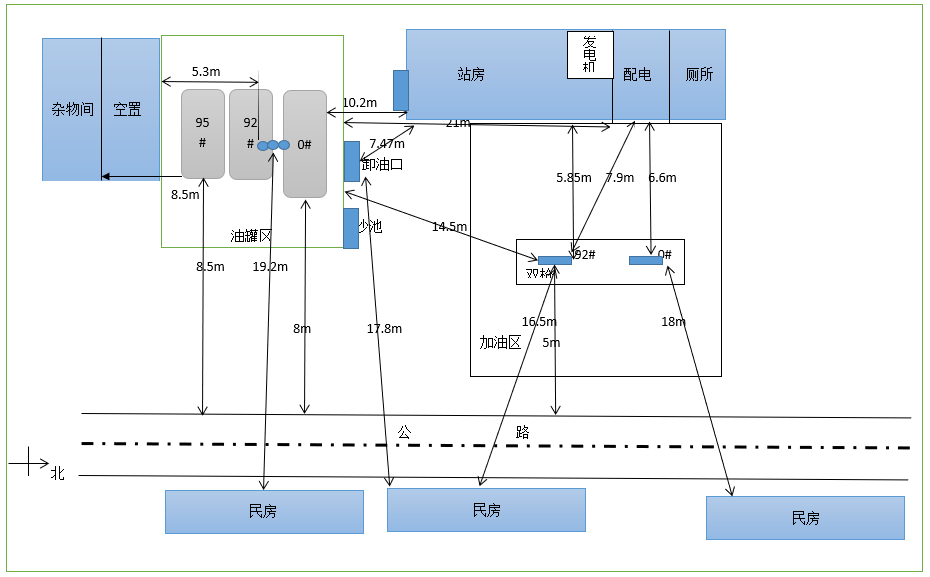 发
电
机
站房
配电
厕所
5.3m
杂物间
空置
95
#
92
#
0#
10.2m
21m
7.47m
卸油口
8.5m
5.85m
7.9m
6.6m
沙池
14.5m
油罐区
92#
0#
双枪
8.5m
19.2m
8m
17.8m
16.5m
18m
加油区
5m
公
路
北
民房
民房
民房